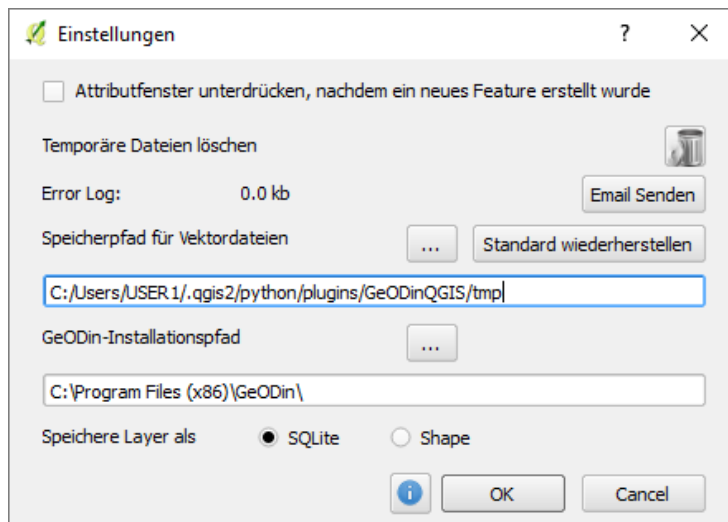 Einstellungen ?
Attributfenster unterdrücken, nachdem ein neues Feature erstellt wurde
Temporäre Dateien löschen
Error Log: 0.0 kb Email Senden
Speicherpfad für Vektordateien ... Standard wiederherstellen
C:/Users/USER1/.qgis2/python/plugins/GeODinQGIS/tmp
GeODin-Installationspfad ...
C:\Program Files (x86)\GeODin\
Speichere Layer als SQLite Shape
i OK Cancel